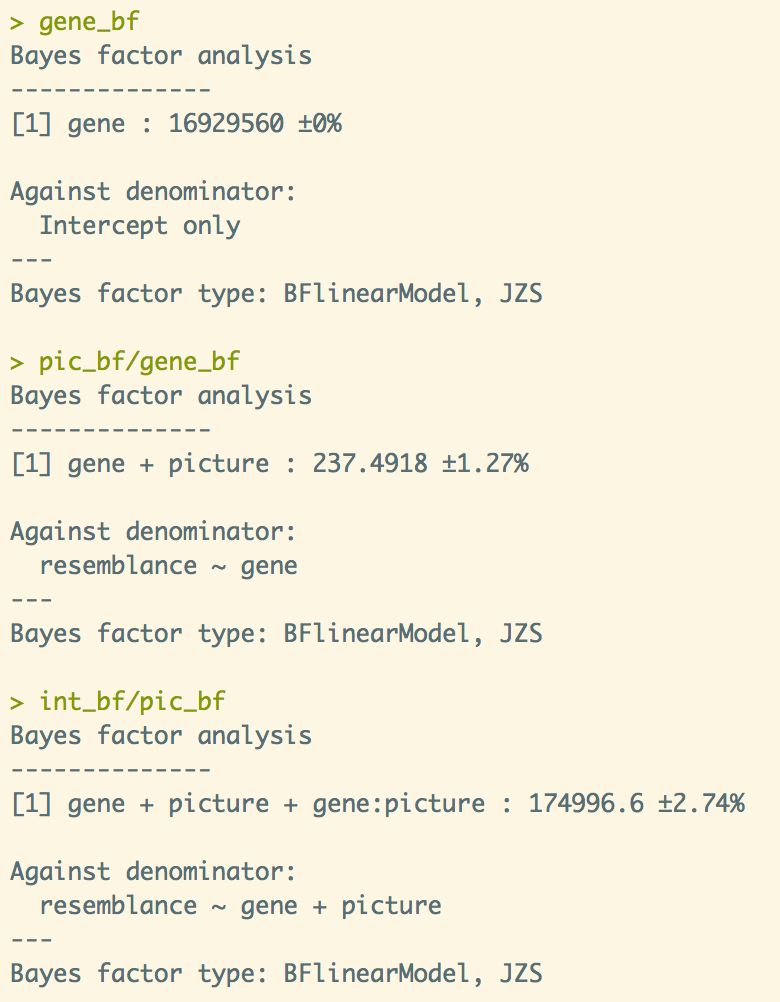 > gene_bf
Bayes factor analysis
--------------
[1] gene : 16929560 ±0%

Against denominator:
  Intercept only
---
Bayes factor type: BFlinearModel, JZS

> pic_bf/gene_bf
Bayes factor analysis
--------------
[1] gene + picture : 237.4918 ±1.27%

Against denominator:
  resemblance ~ gene
---
Bayes factor type: BFlinearModel, JZS

> int_bf/pic_bf
Bayes factor analysis
--------------
[1] gene + picture + gene:picture : 174996.6 ±2.74%

Against denominator:
  resemblance ~ gene + picture
---
Bayes factor type: BFlinearModel, JZS